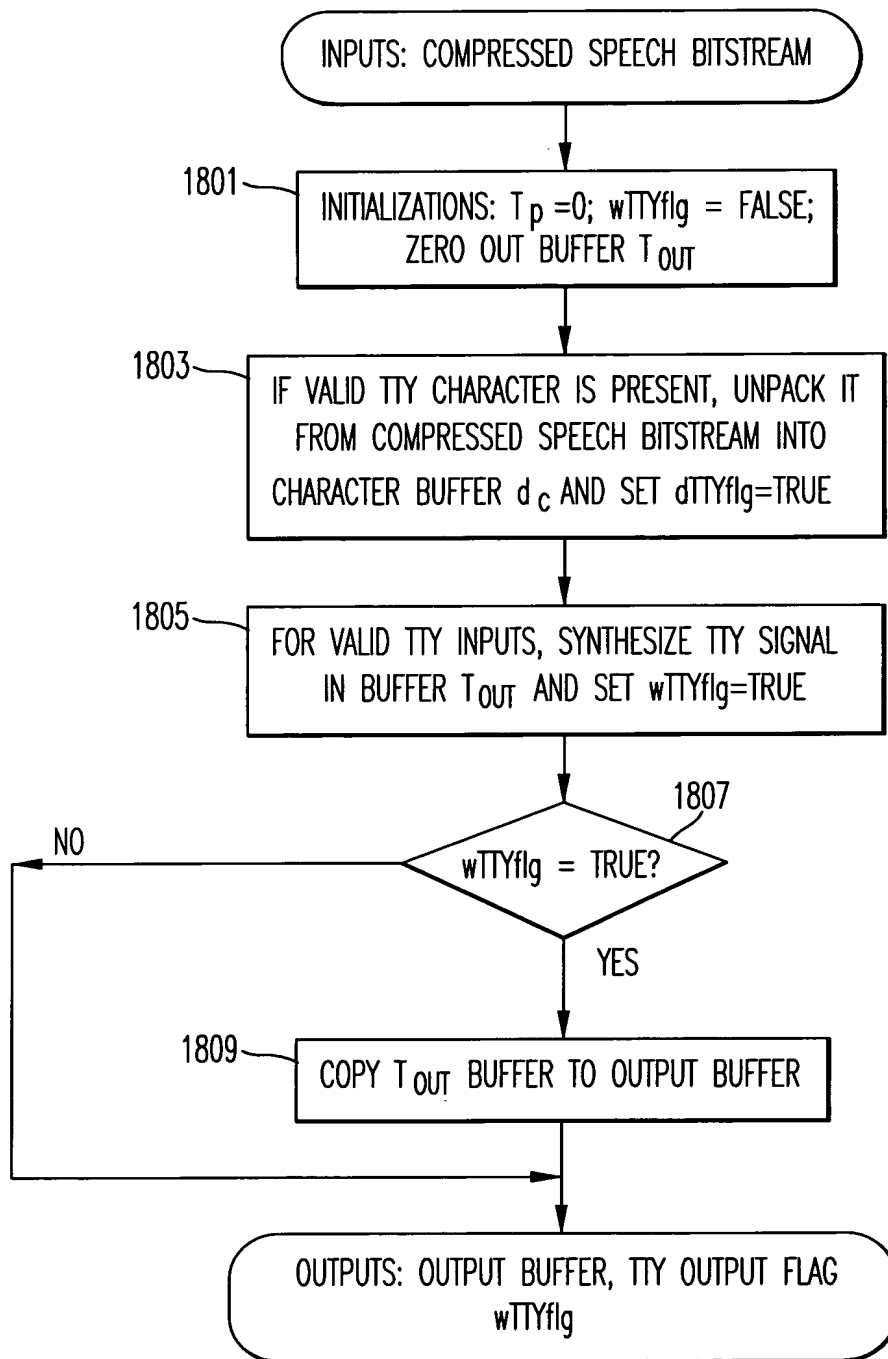 INPUTS: COMPRESSED SPEECH BITSTREAM
1801
INITIALIZATIONS: Tp =0; wTTYflg = FALSE;
ZERO OUT BUFFER TOUT
1803
IF VALID TTY CHARACTER IS PRESENT, UNPACK IT
FROM COMPRESSED SPEECH BITSTREAM INTO
CHARACTER BUFFER dc AND SET dTTYflg=TRUE
1805
FOR VALID TTY INPUTS, SYNTHESIZE TTY SIGNAL
IN BUFFER TOUT AND SET wTTYflg=TRUE
1807
wTTYflg = TRUE?
NO
YES
1809
COPY TOUT BUFFER TO OUTPUT BUFFER
OUTPUTS: OUTPUT BUFFER, TTY OUTPUT FLAG
wTTYflg